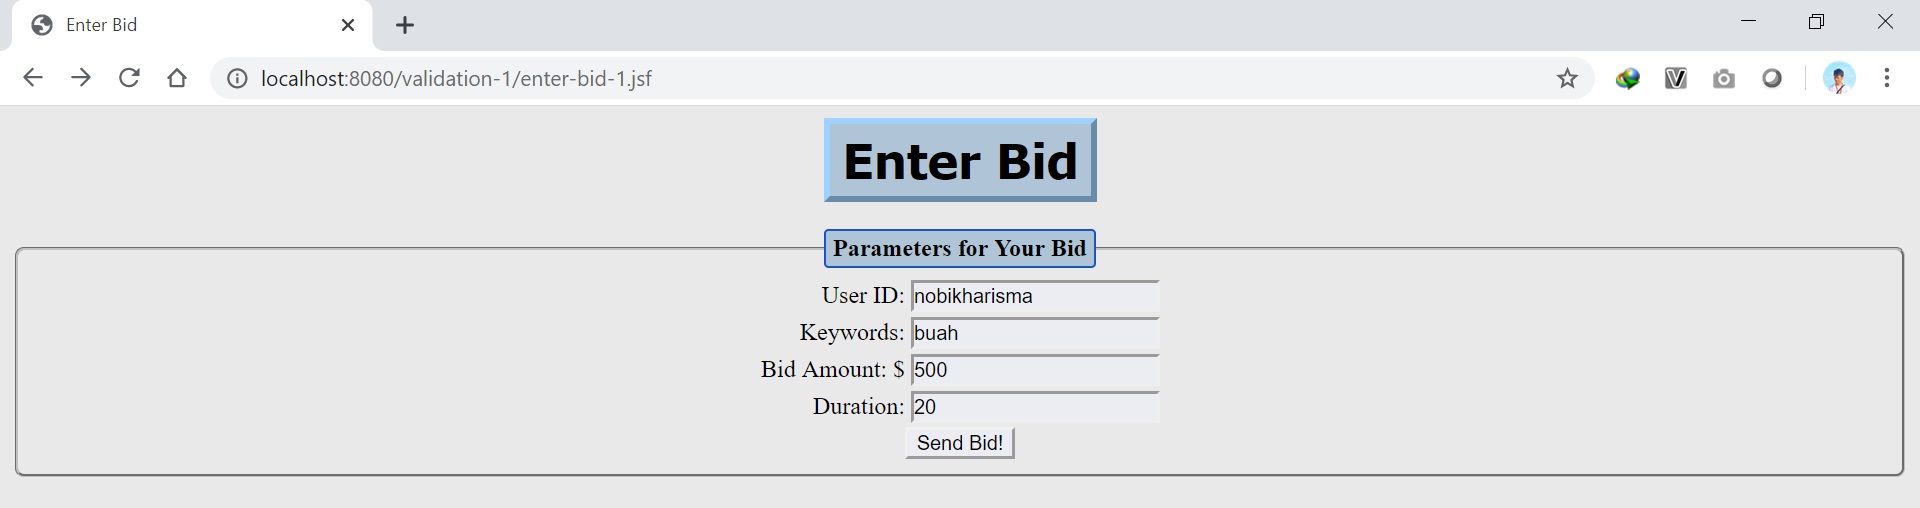 Enter Bid
localhost:8080/validation-1/enter-bid-1.jsf
Enter Bid
Parameters for Your Bid
User ID: nobikharisma
Keywords: buah
Bid Amount: $ 500
Duration: 20
Send Bid!